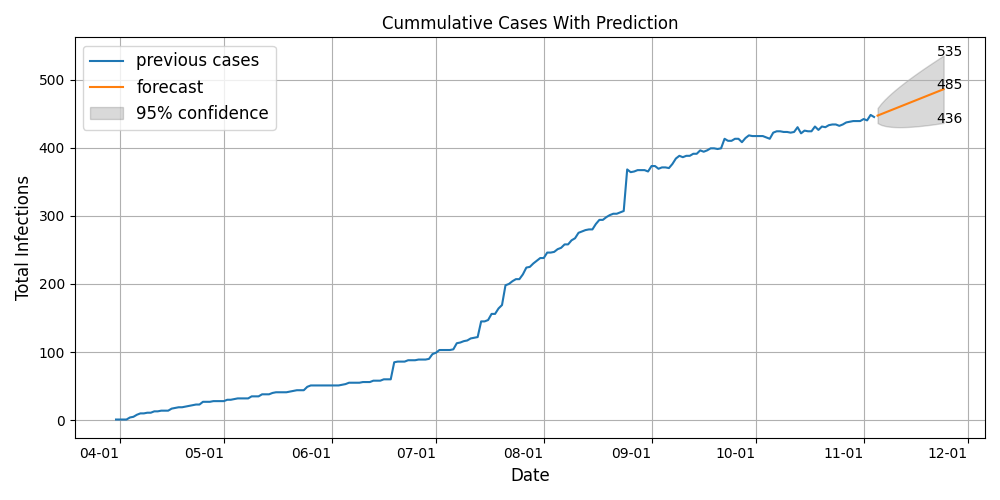 Cummulative Cases With Prediction
previous cases
forecast
95% confidence
535
485
436
Total Infections
500
400
300
200
100
0
04-01 05-01 06-01 07-01 08-01 09-01 10-01 11-01 12-01
Date